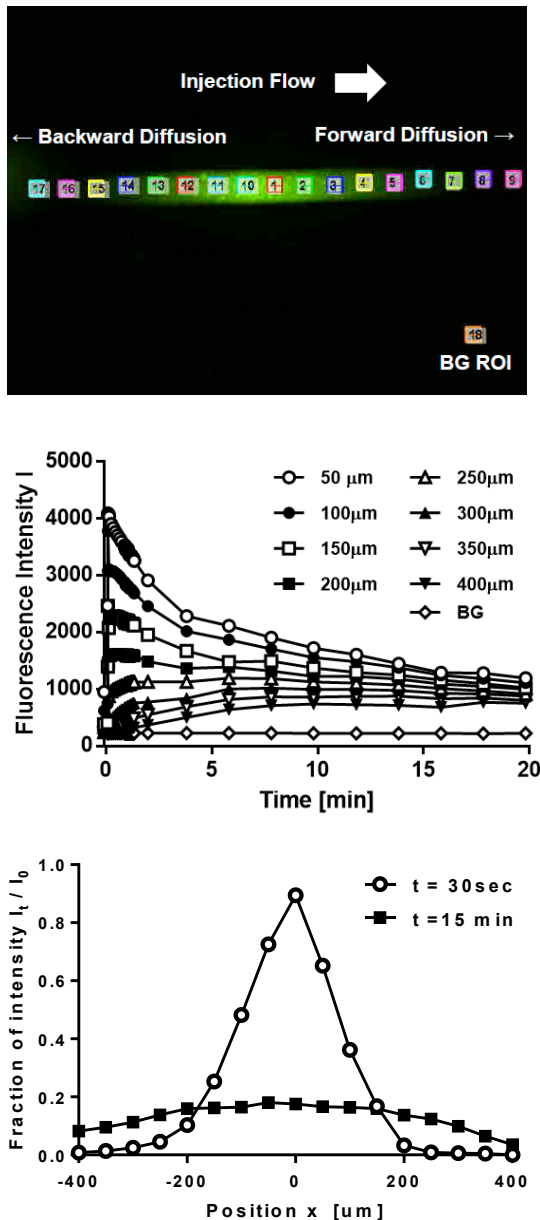 Injection Flow
← Backward Diffusion Forward Diffusion →
17 16 15 14 13 12 11 10 1 2 3 4 5 6 7 8 9
18
BG ROI
Fluorescence Intensity I
5000
4000
3000
2000
1000
0
50 μm 250μm
100μm 300μm
150μm 350μm
200μm 400μm
BG
0 5 10 15 20
Time [min]
Fraction of intensity Iₜ / I₀
1.0
0.8
0.6
0.4
0.2
0.0
t = 30sec
t =15 min
-400 -200 0 200 400
Position x [um]